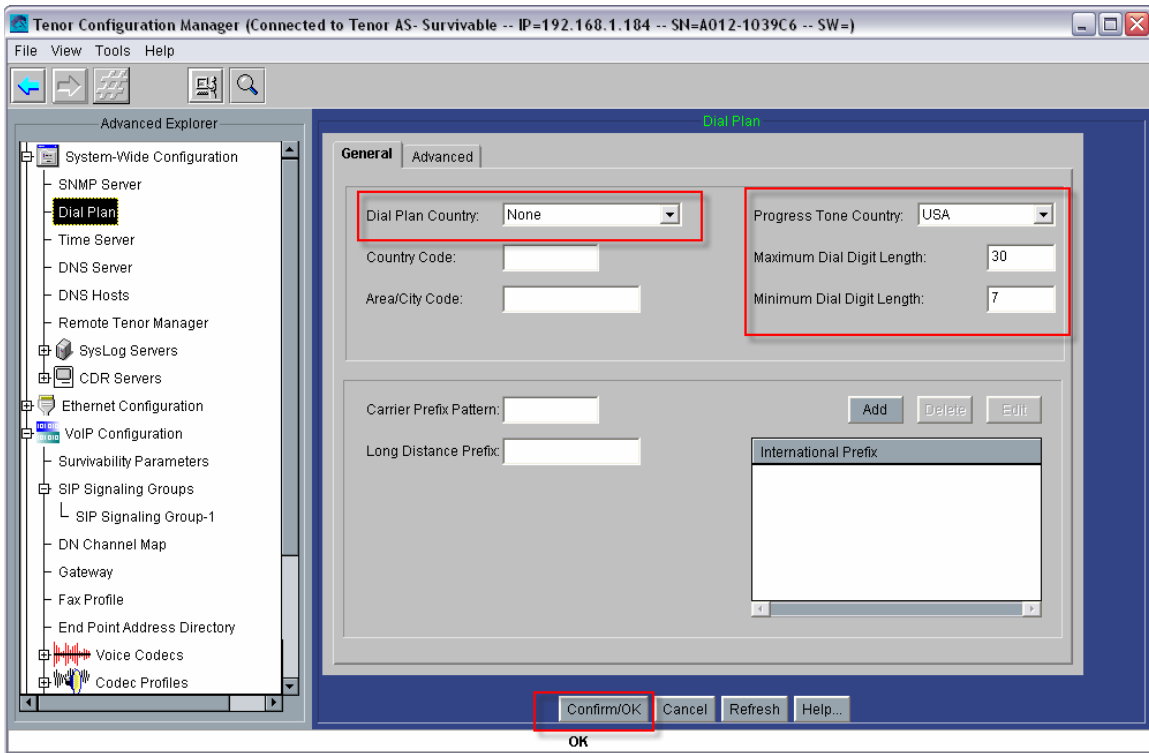 Tenor Configuration Manager (Connected to Tenor AS- Survivable -- IP=192.168.1.184 -- SN=A012-1039C6 -- SW=)
File View Tools Help
Advanced Explorer
System-Wide Configuration
SNMP Server
Dial Plan
Time Server
DNS Server
DNS Hosts
Remote Tenor Manager
SysLog Servers
CDR Servers
Ethernet Configuration
VoIP Configuration
Survivability Parameters
SIP Signaling Groups
SIP Signaling Group-1
DN Channel Map
Gateway
Fax Profile
End Point Address Directory
Voice Codecs
Codec Profiles
Dial Plan
General Advanced
Dial Plan Country: None
Country Code:
Area/City Code:
Progress Tone Country: USA
Maximum Dial Digit Length: 30
Minimum Dial Digit Length: 7
Carrier Prefix Pattern:
Long Distance Prefix:
Add Delete Edit
International Prefix
Confirm/OK Cancel Refresh Help...
OK